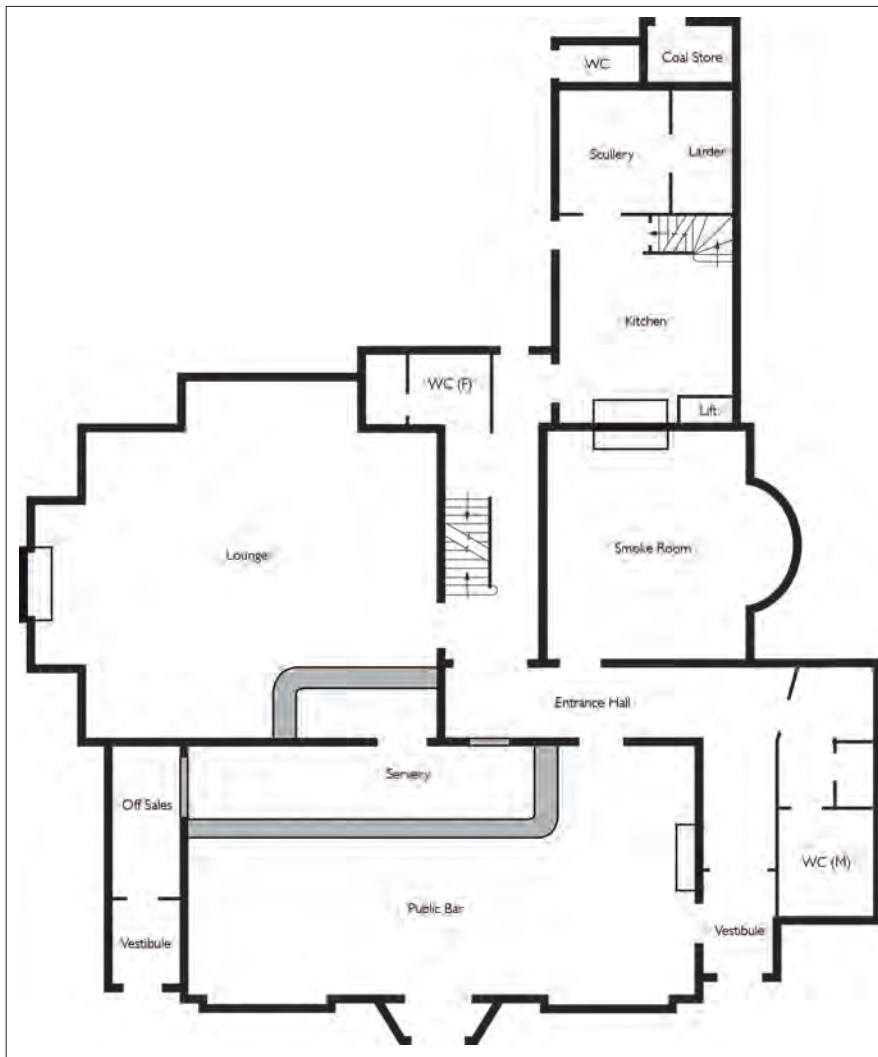 WC
Coal Store
Scullery
Larder
Kitchen
WC (F)
Lift
Lounge
Smoke Room
Entrance Hall
Servery
Off Sales
WC (M)
Public Bar
Vestibule
Vestibule